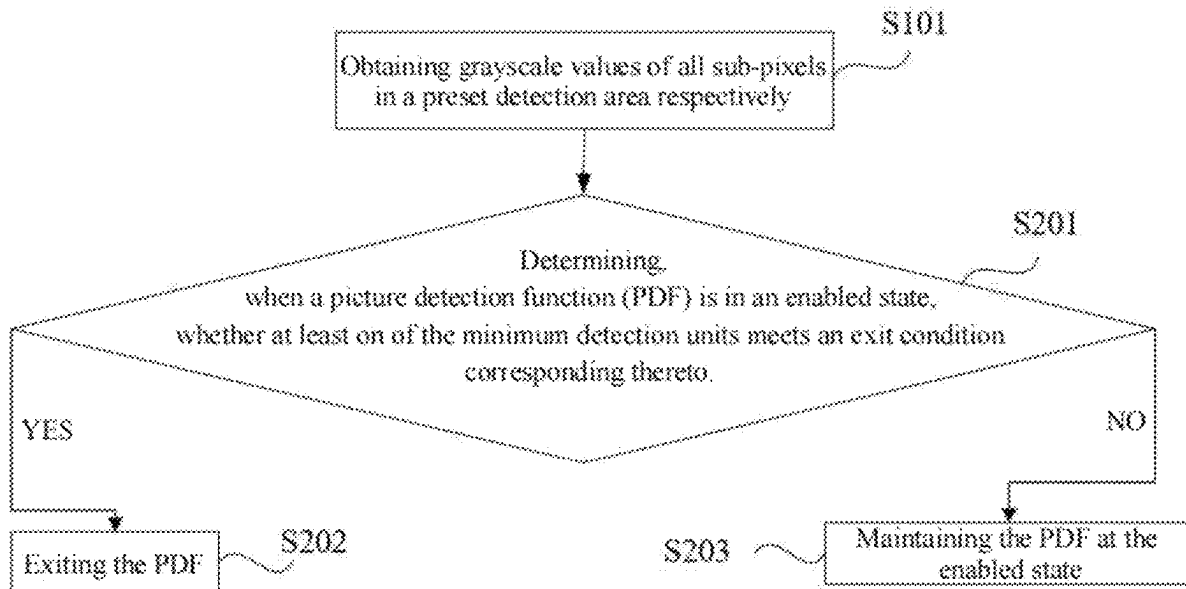 S101
Obtaining grayscale values of all sub-pixels
in a preset detection area respectively
S201
Determining,
when a picture detection function (PDF) is in an enabled state,
whether at least on of the minimum detection units meets an exit condition
corresponding thereto.
YES
NO
S202
Exiting the PDF
S203
Maintaining the PDF at the
enabled state